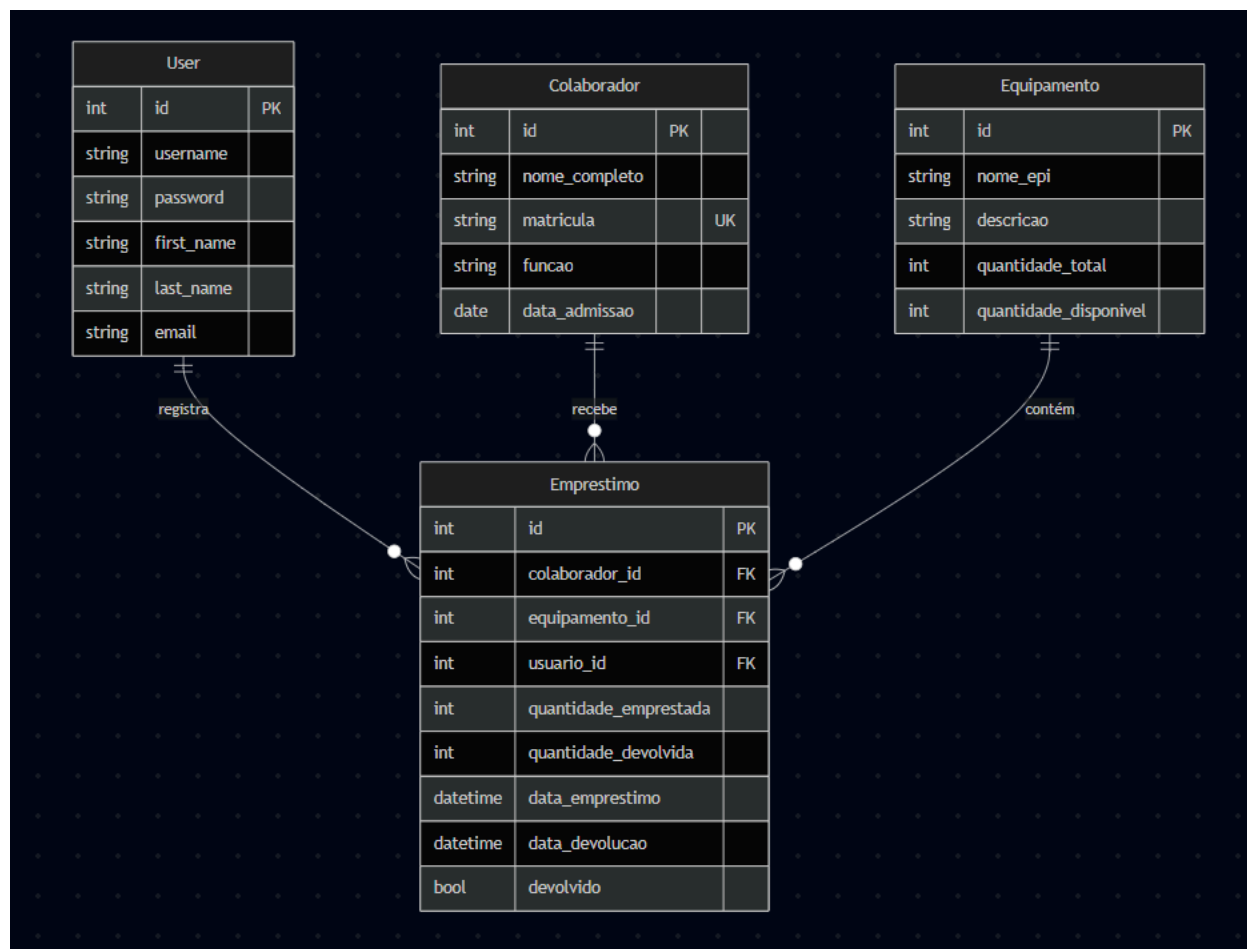 User
int id PK
string username
string password
string first_name
string last_name
string email
Colaborador
int id PK
string nome_completo
string matricula UK
string funcao
date data_admissao
Equipamento
int id PK
string nome_epi
string descricao
int quantidade_total
int quantidade_disponivel
registra
recebe
contém
Emprestimo
int id PK
int colaborador_id FK
int equipamento_id FK
int usuario_id FK
int quantidade_emprestada
int quantidade_devolvida
datetime data_emprestimo
datetime data_devolucao
bool devolvido